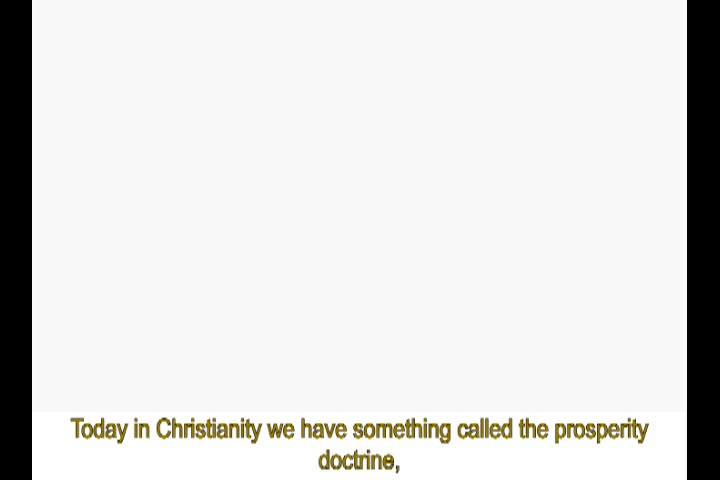 Today in Christianity we have something called the prosperity
doctrine,